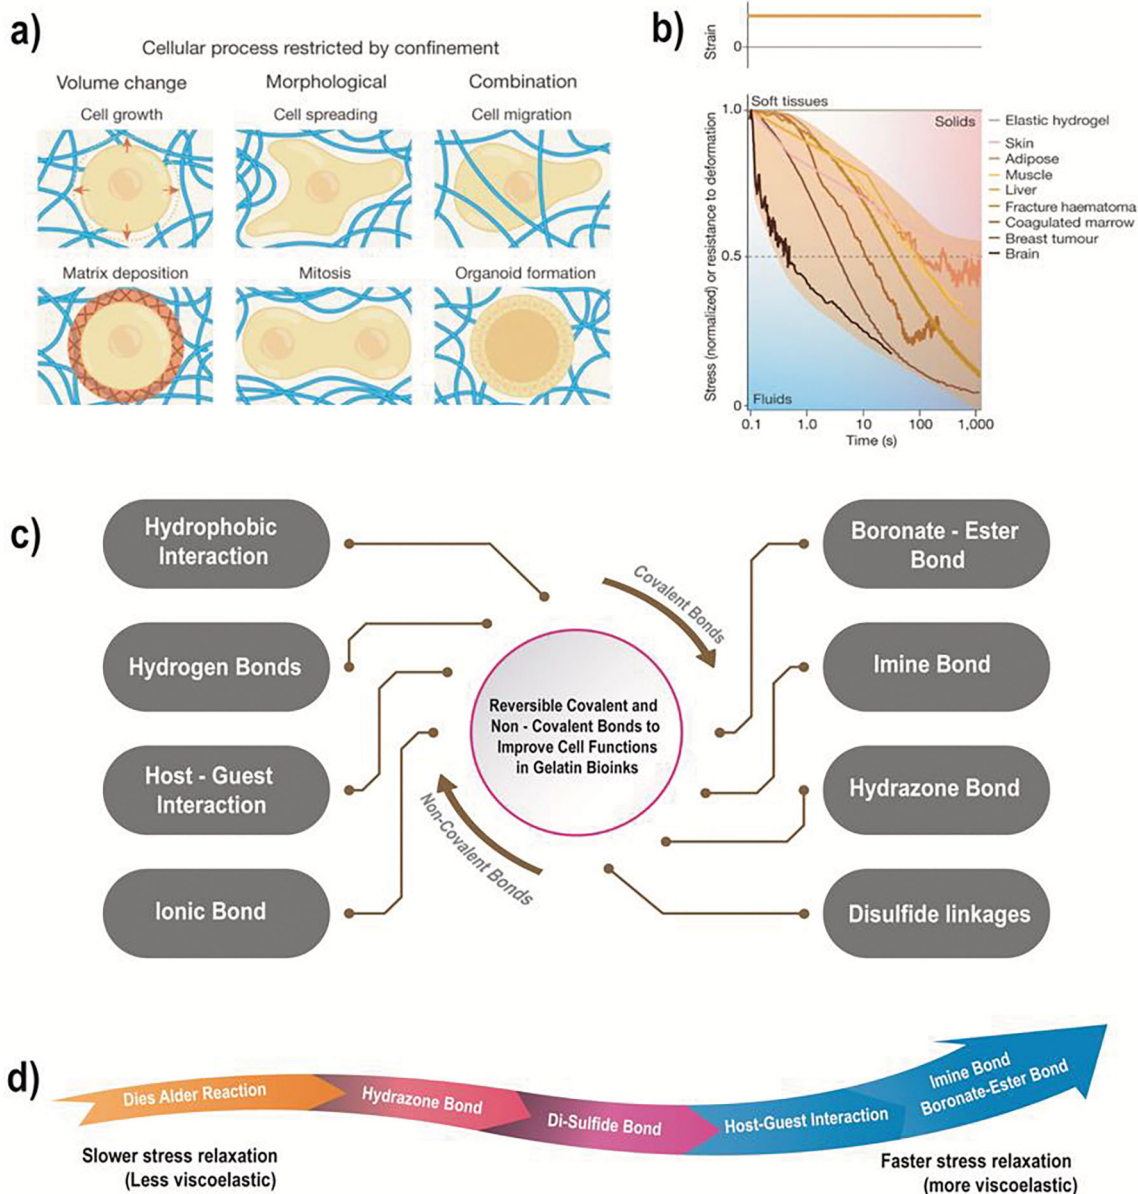 a)
Cellular process restricted by confinement
Volume change
Morphological
Combination
Cell growth
Cell spreading
Cell migration
Matrix deposition
Mitosis
Organoid formation
b)
Strain
0
Stress (normalized) or resistance to deformation
1.0
0.5
0
Soft tissues
Solids
Fluids
0.1
1.0
10
100
1,000
Time (s)
Elastic hydrogel
Skin
Adipose
Muscle
Liver
Fracture haematoma
Coagulated marrow
Breast tumour
Brain
c)
Hydrophobic
Interaction
Hydrogen Bonds
Host - Guest
Interaction
Ionic Bond
Covalent Bonds
Reversible Covalent and
Non - Covalent Bonds to
Improve Cell Functions
in Gelatin Bioinks
Non-Covalent Bonds
Boronate - Ester
Bond
Imine Bond
Hydrazone Bond
Disulfide linkages
d)
Dies Alder Reaction
Hydrazone Bond
Di-Sulfide Bond
Host-Guest Interaction
Imine Bond
Boronate-Ester Bond
Slower stress relaxation
(Less viscoelastic)
Faster stress relaxation
(more viscoelastic)